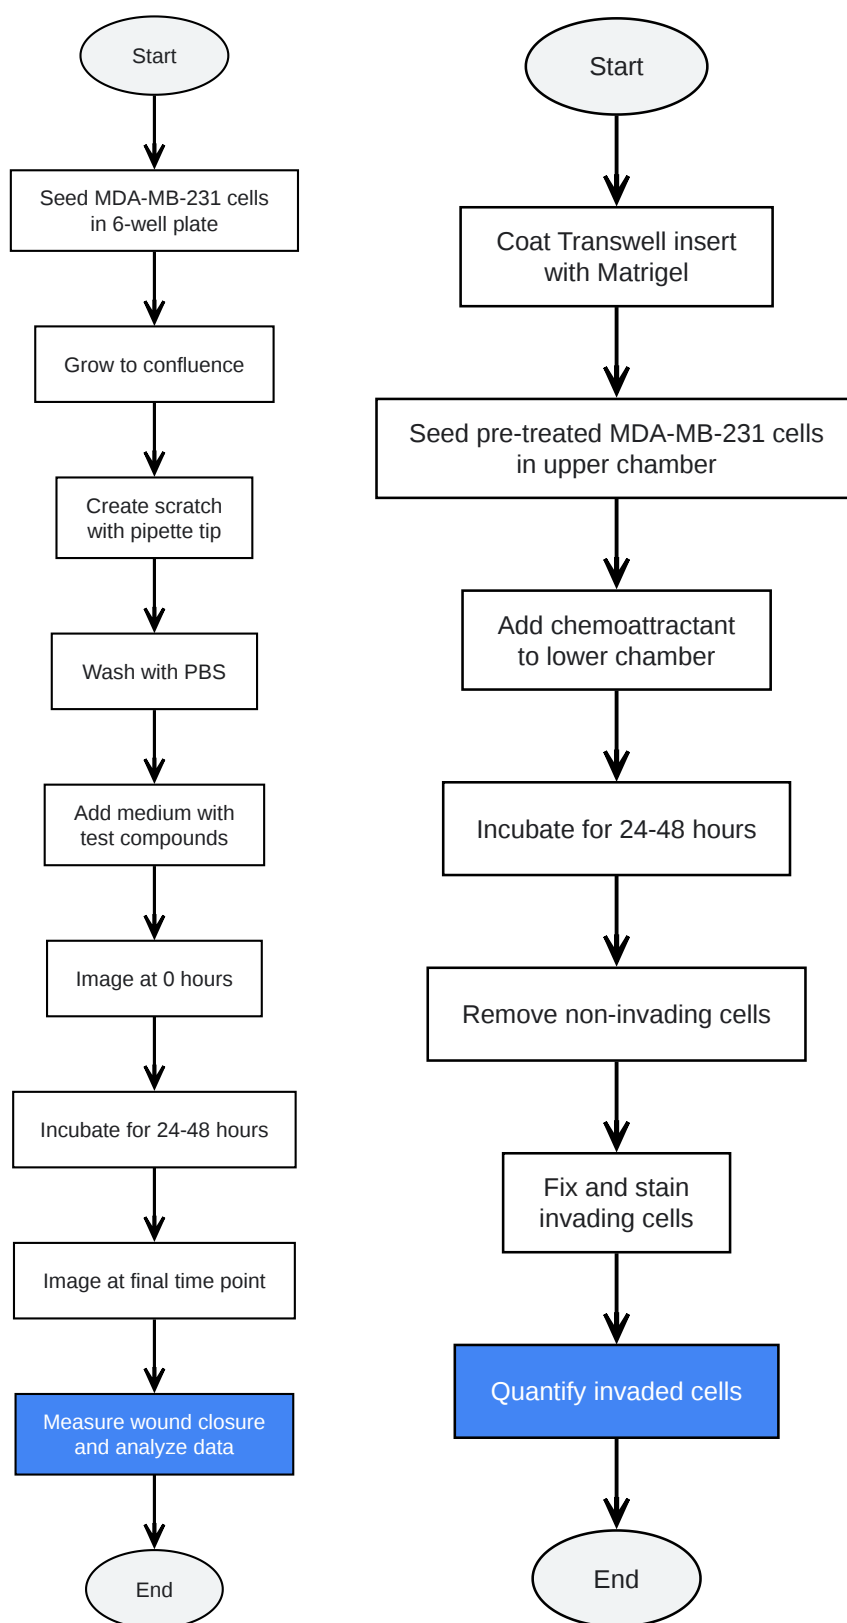 Start
Seed MDA-MB-231 cells
in 6-well plate
Grow to confluence
Create scratch
with pipette tip
Wash with PBS
Add medium with
test compounds
Image at 0 hours
Incubate for 24-48 hours
Image at final time point
Measure wound closure
and analyze data
End
Start
Coat Transwell insert
with Matrigel
Seed pre-treated MDA-MB-231 cells
in upper chamber
Add chemoattractant
to lower chamber
Incubate for 24-48 hours
Remove non-invading cells
Fix and stain
invading cells
Quantify invaded cells
End